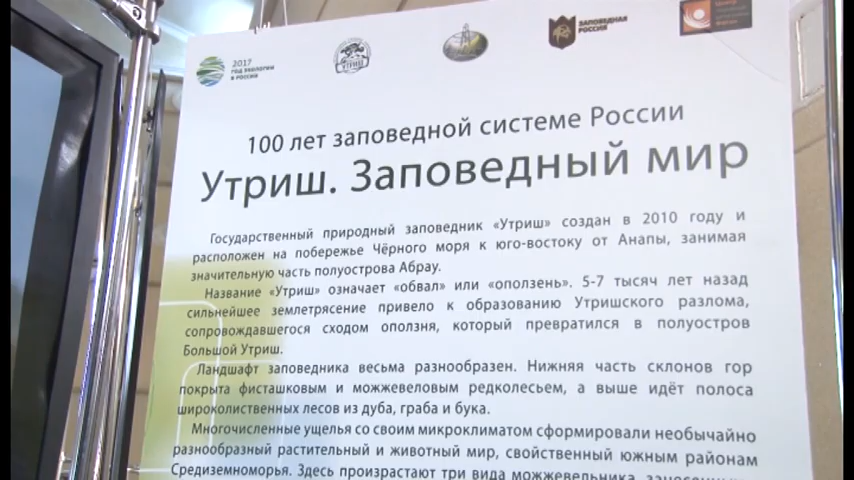 2017
ГОД ЭКОЛОГИИ
В РОССИИ
УТРИШ
ЗАПОВЕДНАЯ
РОССИЯ
100 лет заповедной системе России
Утриш. Заповедный мир
Государственный природный заповедник «Утриш» создан в 2010 году и
расположен на побережье Чёрного моря к юго-востоку от Анапы, занимая
значительную часть полуострова Абрау.
Название «Утриш» означает «обвал» или «оползень». 5-7 тысяч лет назад
сильнейшее землетрясение привело к образованию Утришского разлома,
сопровождавшегося сходом оползня, который превратился в полуостров
Большой Утриш.
Ландшафт заповедника весьма разнообразен. Нижняя часть склонов гор
покрыта фисташковым и можжевеловым редколесьем, а выше идёт полоса
широколиственных лесов из дуба, граба и бука.
Многочисленные ущелья со своим микроклиматом сформировали необычайно
разнообразный растительный и животный мир, свойственный южным районам
Средиземноморья. Здесь произрастают три вида можжевельника,